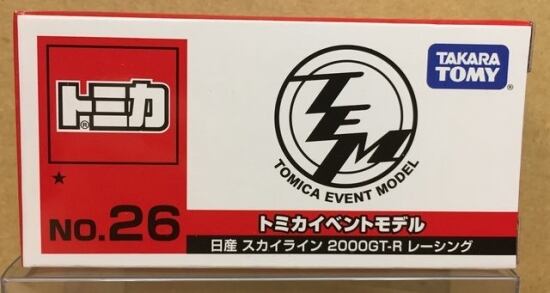 トミカ
®
TEM
TOMICA EVENT MODEL
TAKARA
TOMY
®
★
NO.26
トミカイベントモデル
日産 スカイライン 2000GT-R レーシング